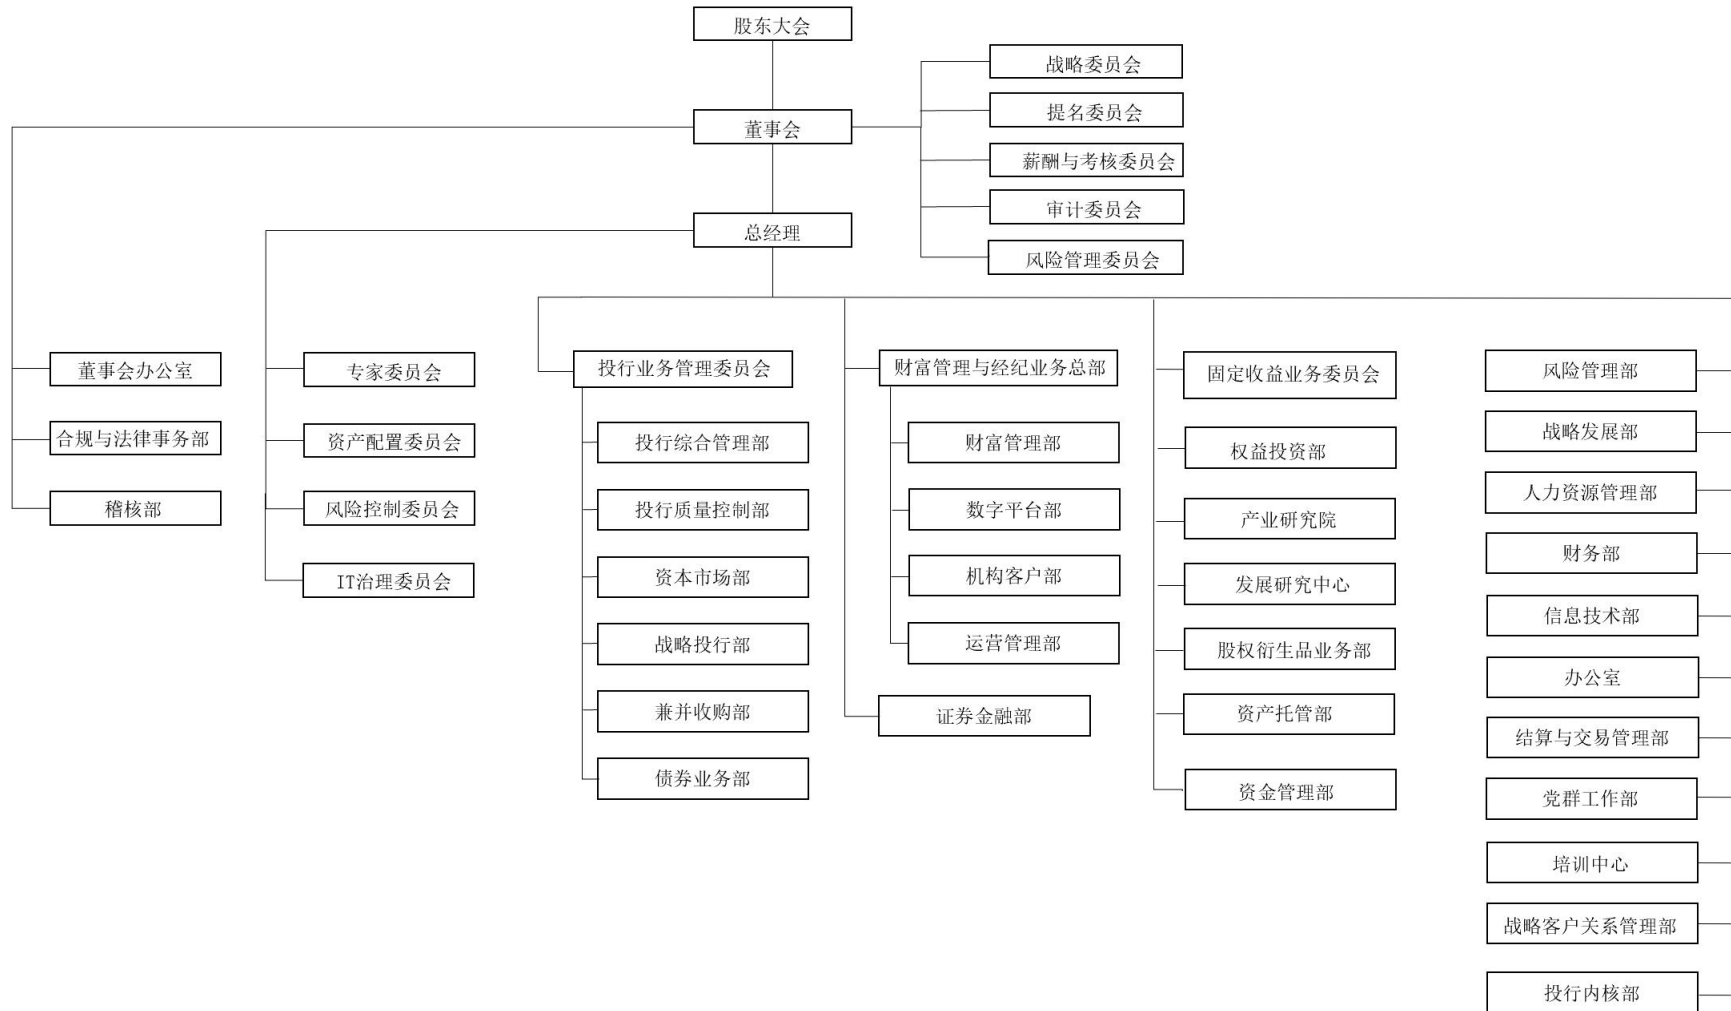 股东大会
董事会
总经理
战略委员会
提名委员会
薪酬与考核委员会
审计委员会
风险管理委员会
董事会办公室
合规与法律事务部
稽核部
专家委员会
资产配置委员会
风险控制委员会
IT治理委员会
投行业务管理委员会
投行综合管理部
投行质量控制部
资本市场部
战略投行部
兼并收购部
债券业务部
财富管理与经纪业务总部
财富管理部
数字平台部
机构客户部
运营管理部
证券金融部
固定收益业务委员会
权益投资部
产业研究院
发展研究中心
股权衍生品业务部
资产托管部
资金管理部
风险管理部
战略发展部
人力资源管理部
财务部
信息技术部
办公室
结算与交易管理部
党群工作部
培训中心
战略客户关系管理部
投行内核部